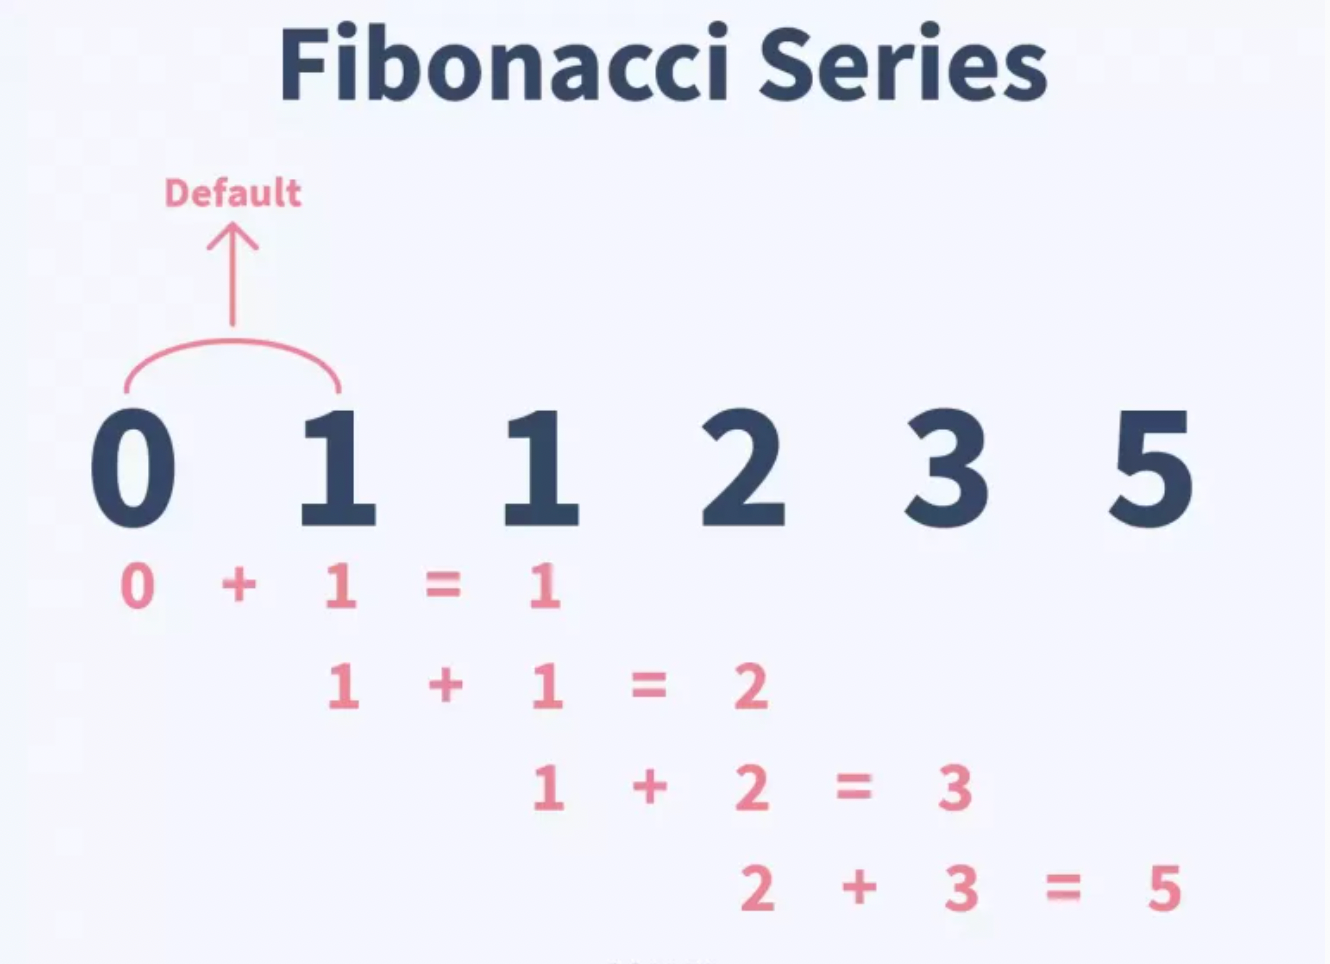 Fibonacci Series
Default
0 1 1 2 3 5
0 + 1 = 1
1 + 1 = 2
1 + 2 = 3
2 + 3 = 5